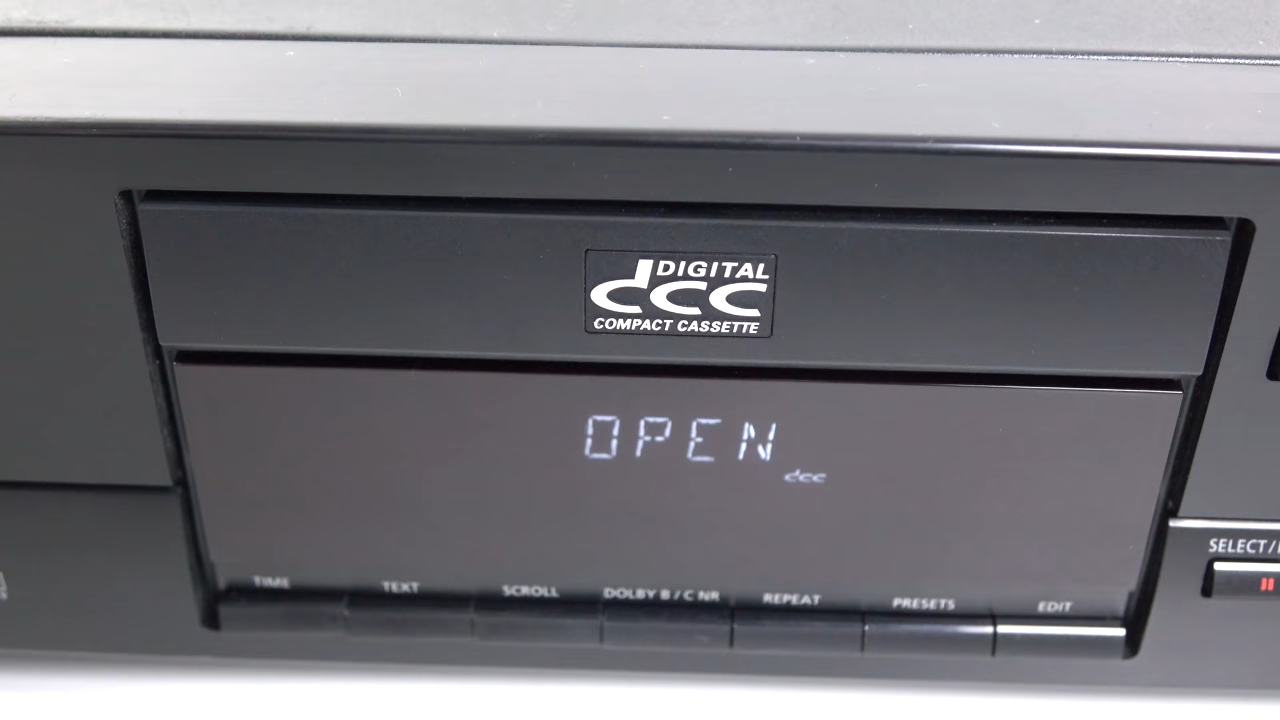 DIGITAL
dcc
COMPACT CASSETTE
OPEN
dcc
SELECT/
TIME TEXT SCROLL DOLBY B / C NR REPEAT PRESETS EDIT